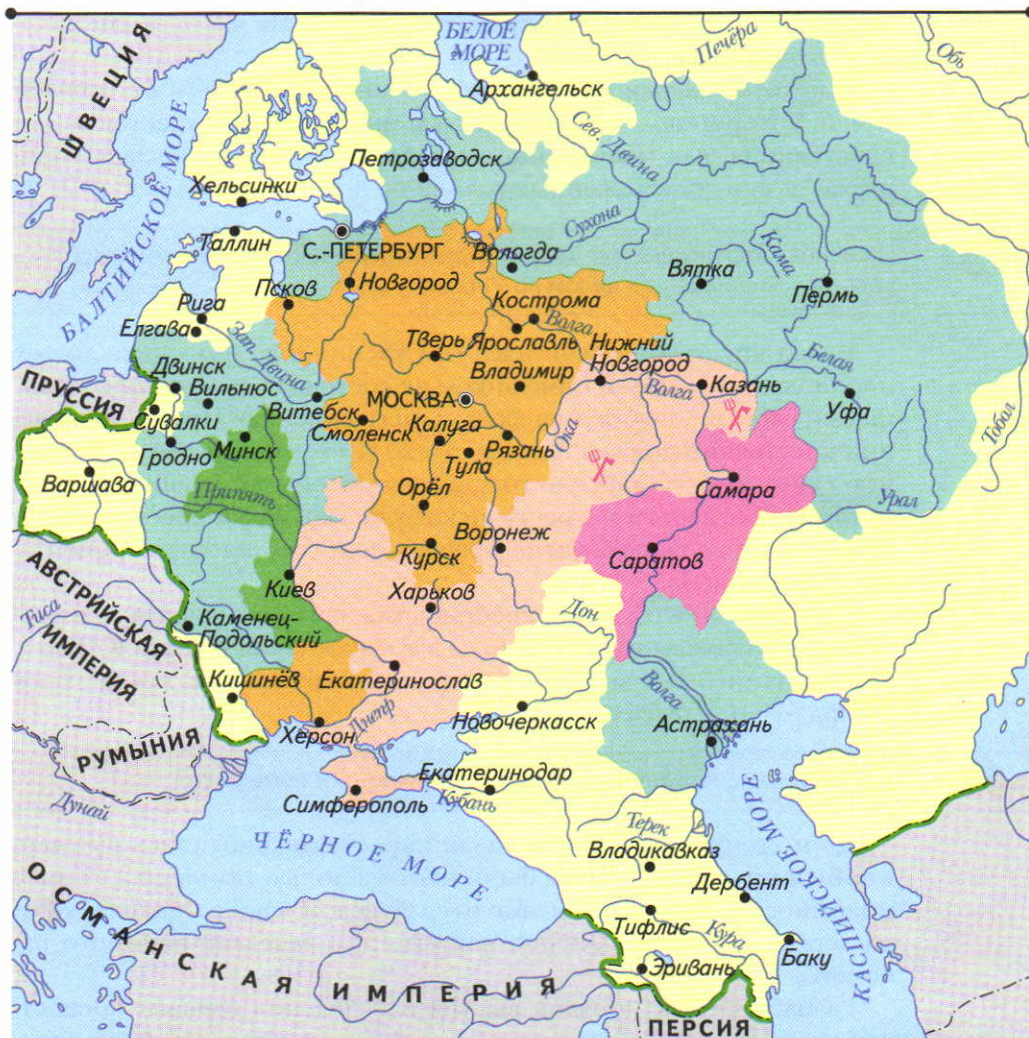 БЕЛОЕ
МОРЕ
Печёра
Обь
ШВЕЦИЯ
Архангельск
Сев. Двина
БАЛТИЙСКОЕ МОРЕ
Петрозаводск
Хельсинки
Сухона
Таллин
С.-ПЕТЕРБУРГ
Вологда
Кама
Вятка
Пермь
Новгород
Псков
Рига
Кострома
Волга
Елгава
Зап. Двина
Тверь
Ярославль
Нижний
Новгород
Белая
Двинск
Владимир
Волга
Казань
ПРУССИЯ
Вильнюс
Витебск
МОСКВА
Уфа
Тобол
Сувалки
Смоленск
Калуга
Рязань
Ока
Гродно
Минск
Тула
Варшава
Припять
Орёл
Самара
Урал
Воронеж
Курск
Саратов
АВСТРИЙСКАЯ
ИМПЕРИЯ
Киев
Харьков
Дон
Тиса
Каменец-
Подольский
Кишинёв
Екатеринослав
Волга
Днепр
Новочеркасск
Астрахань
РУМЫНИЯ
Херсон
Екатеринодар
Дунай
Симферополь
Кубань
ЧЁРНОЕ МОРЕ
Терек
КАСПИЙСКОЕ МОРЕ
Владикавказ
Дербент
ОСМАНСКАЯ ИМПЕРИЯ
Тифлис
Кура
Баку
Эривань
ПЕРСИЯ